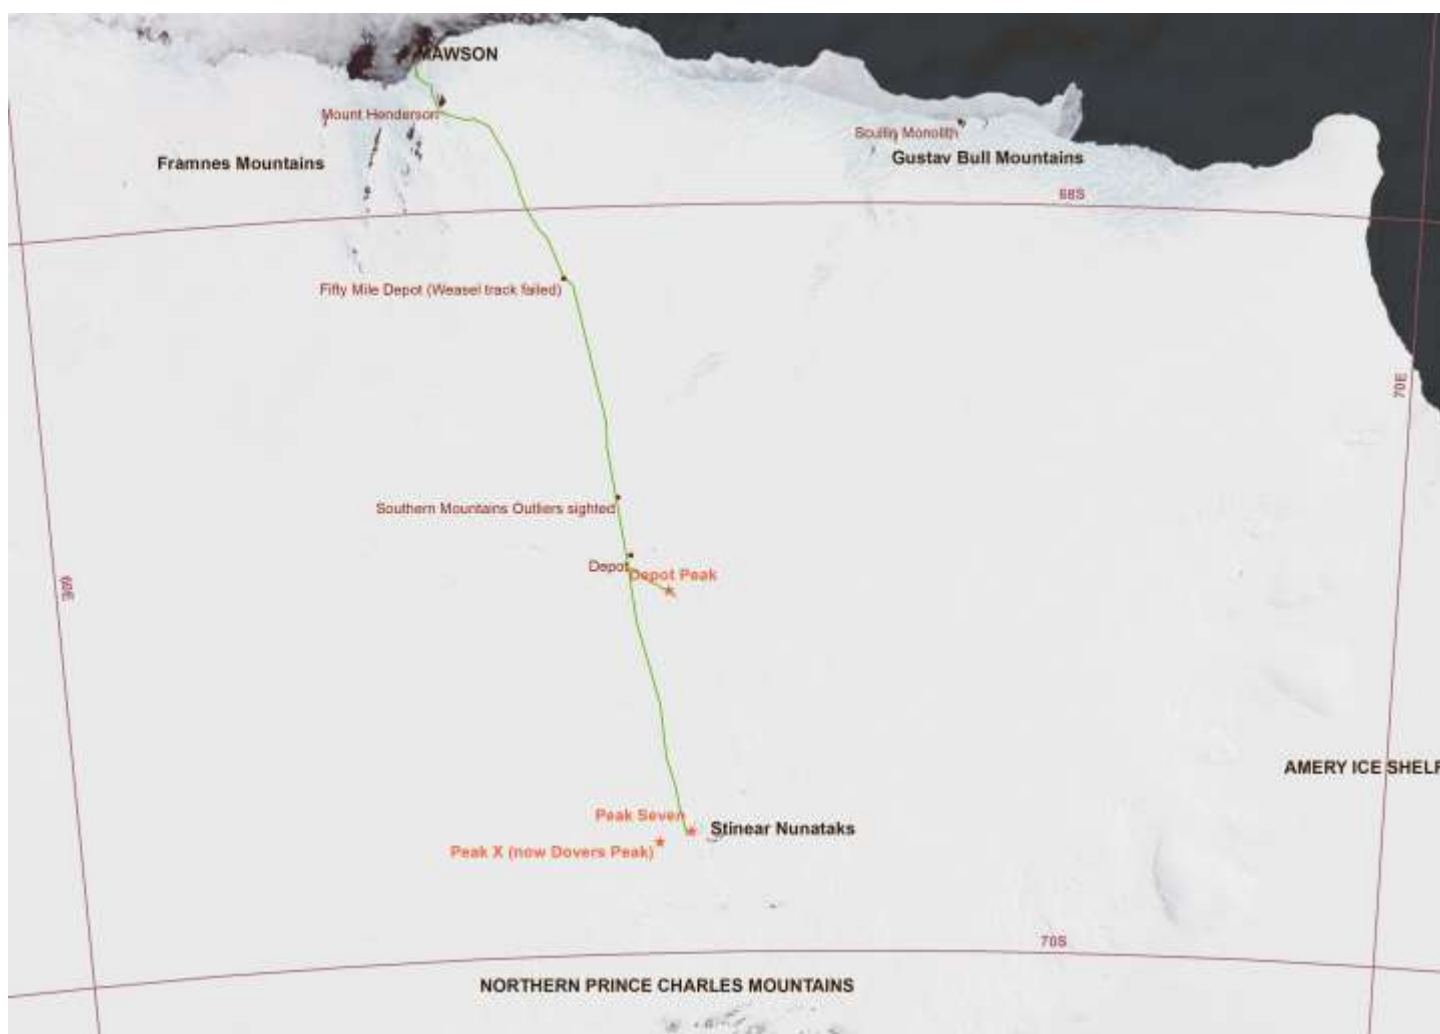 MAWSON
Mount Henderson
Scullin Monolith
Framnes Mountains
Gustav Bull Mountains
68S
Fifty Mile Depot (Weasel track failed)
70E
Southern Mountains Outliers sighted
Depot
Depot Peak
60E
AMERY ICE SHELF
Peak Seven
Stinear Nunataks
Peak X (now Dovers Peak)
70S
NORTHERN PRINCE CHARLES MOUNTAINS